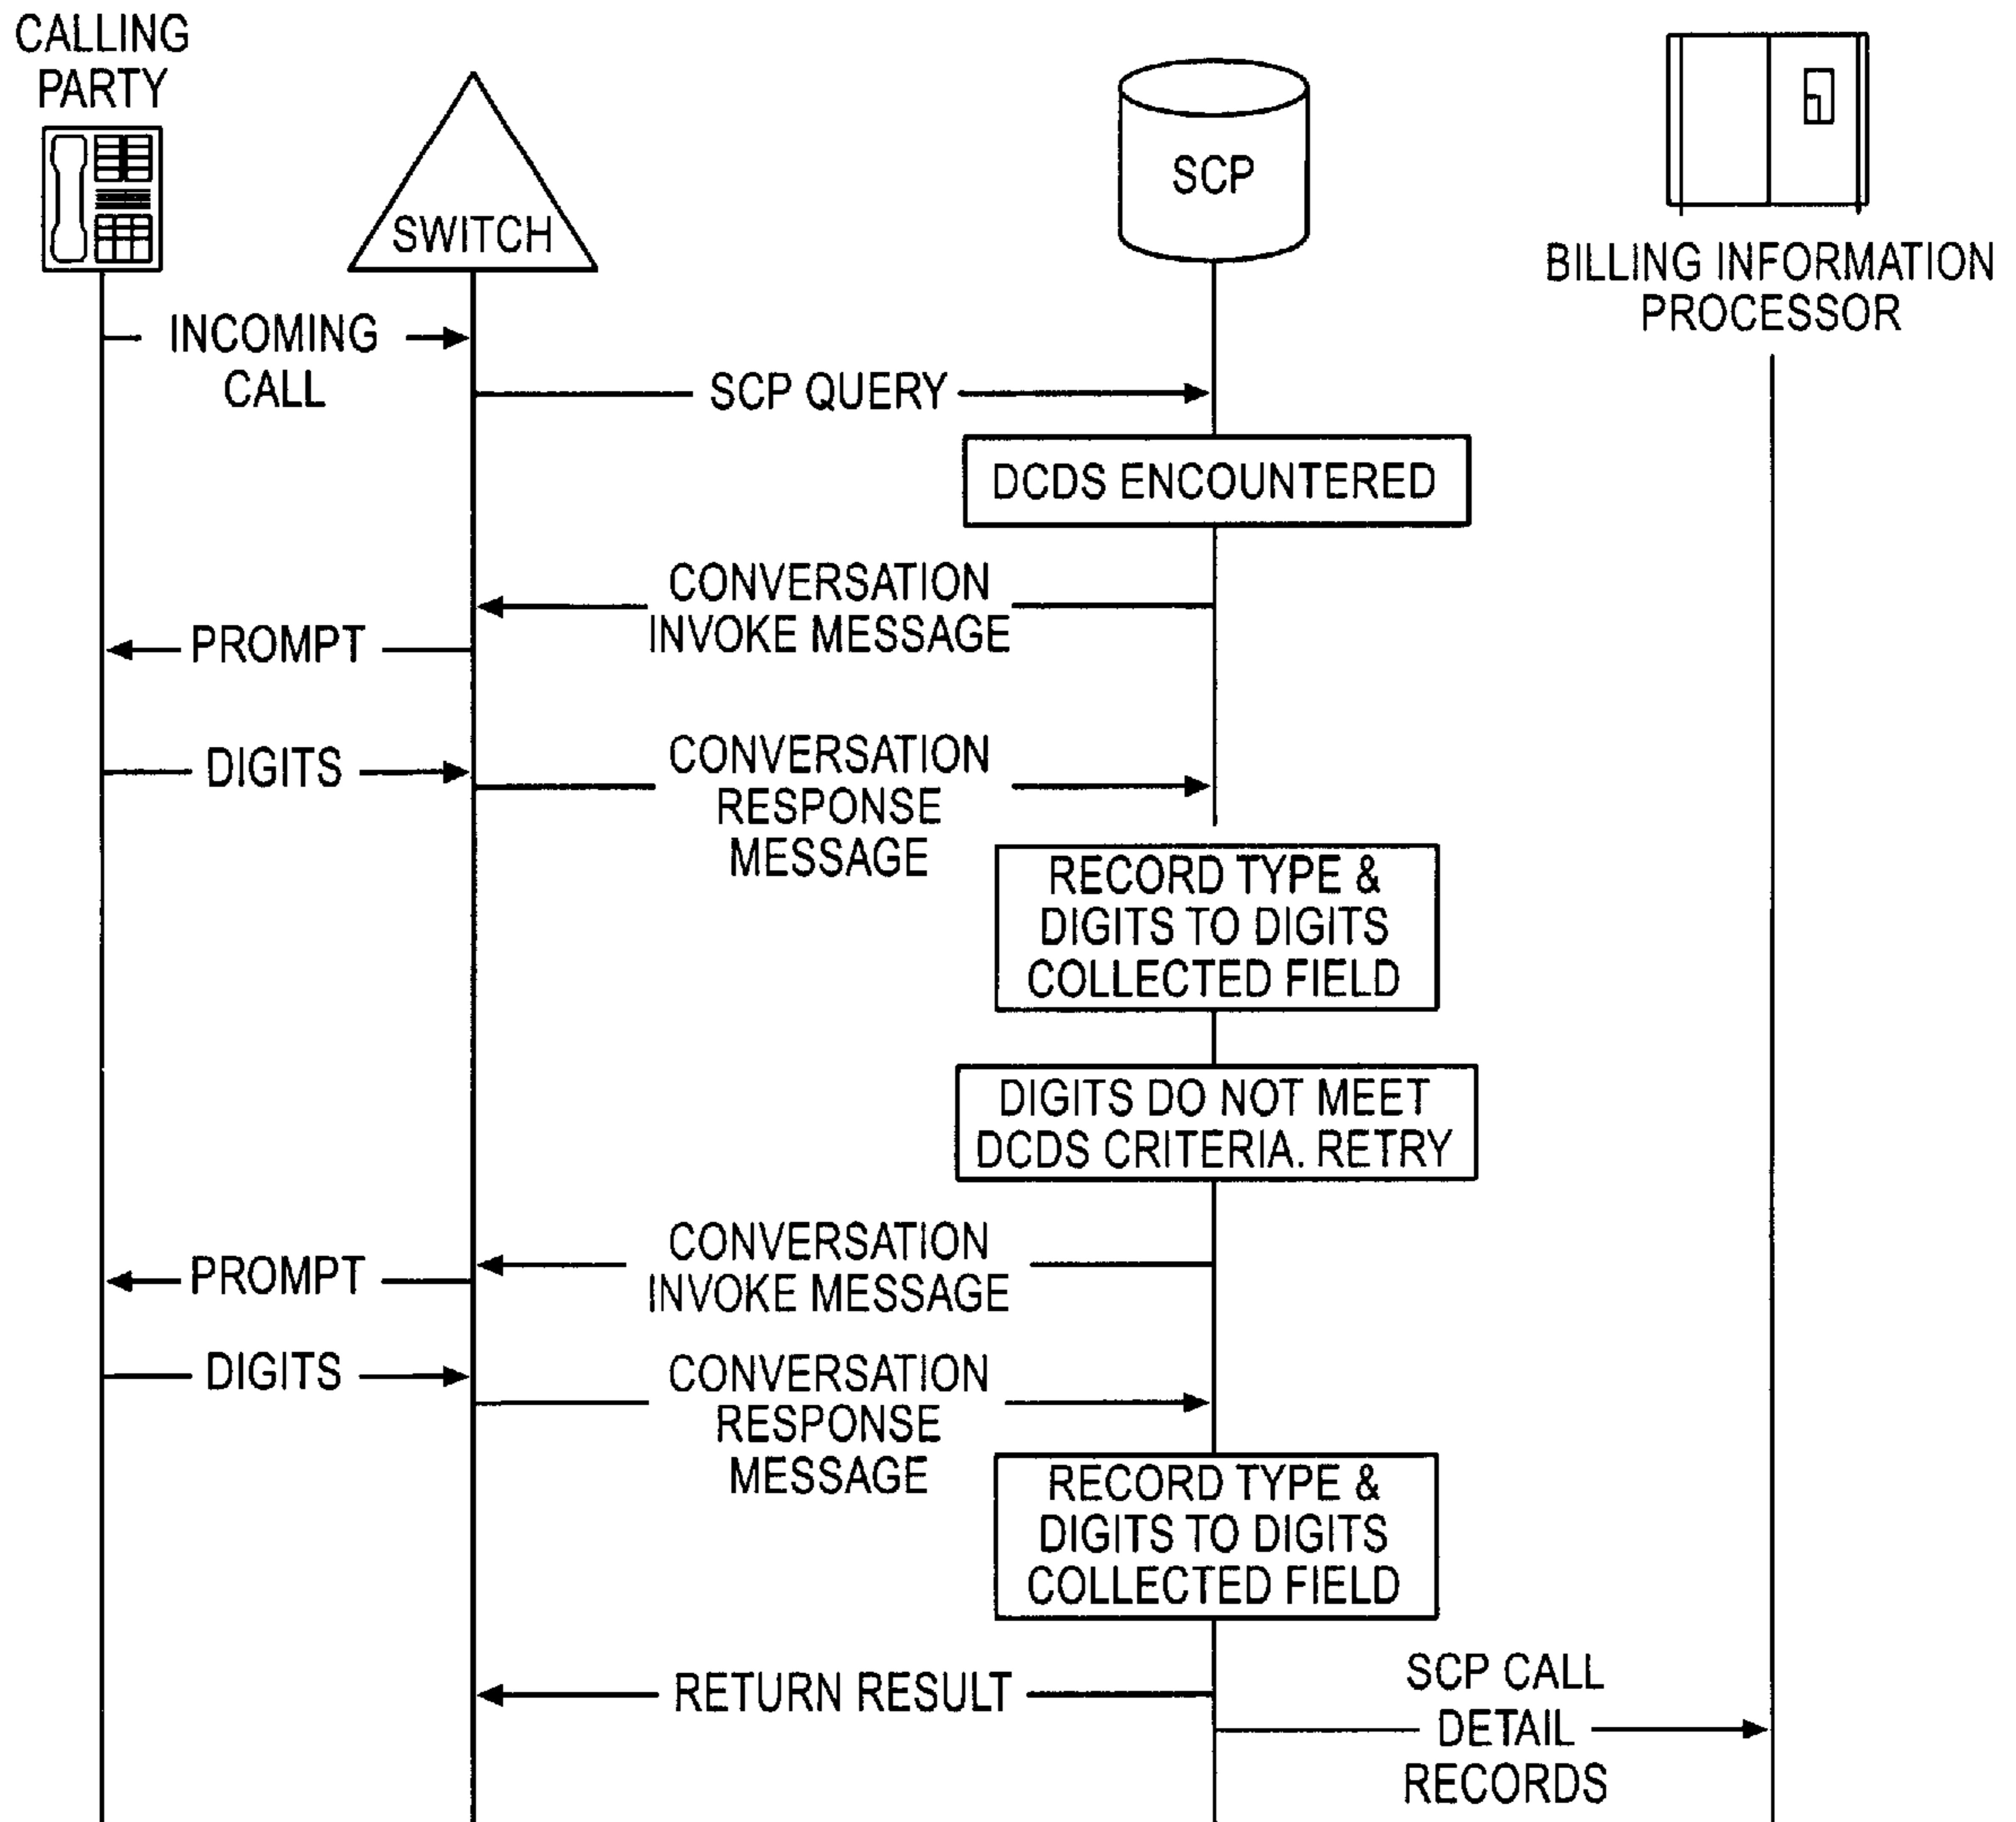 CALLING
PARTY
SWITCH
SCP
BILLING INFORMATION
PROCESSOR
INCOMING
CALL
SCP QUERY
DCDS ENCOUNTERED
CONVERSATION
INVOKE MESSAGE
PROMPT
DIGITS
CONVERSATION
RESPONSE
MESSAGE
RECORD TYPE &
DIGITS TO DIGITS
COLLECTED FIELD
DIGITS DO NOT MEET
DCDS CRITERIA. RETRY
CONVERSATION
INVOKE MESSAGE
PROMPT
DIGITS
CONVERSATION
RESPONSE
MESSAGE
RECORD TYPE &
DIGITS TO DIGITS
COLLECTED FIELD
RETURN RESULT
SCP CALL
DETAIL
RECORDS